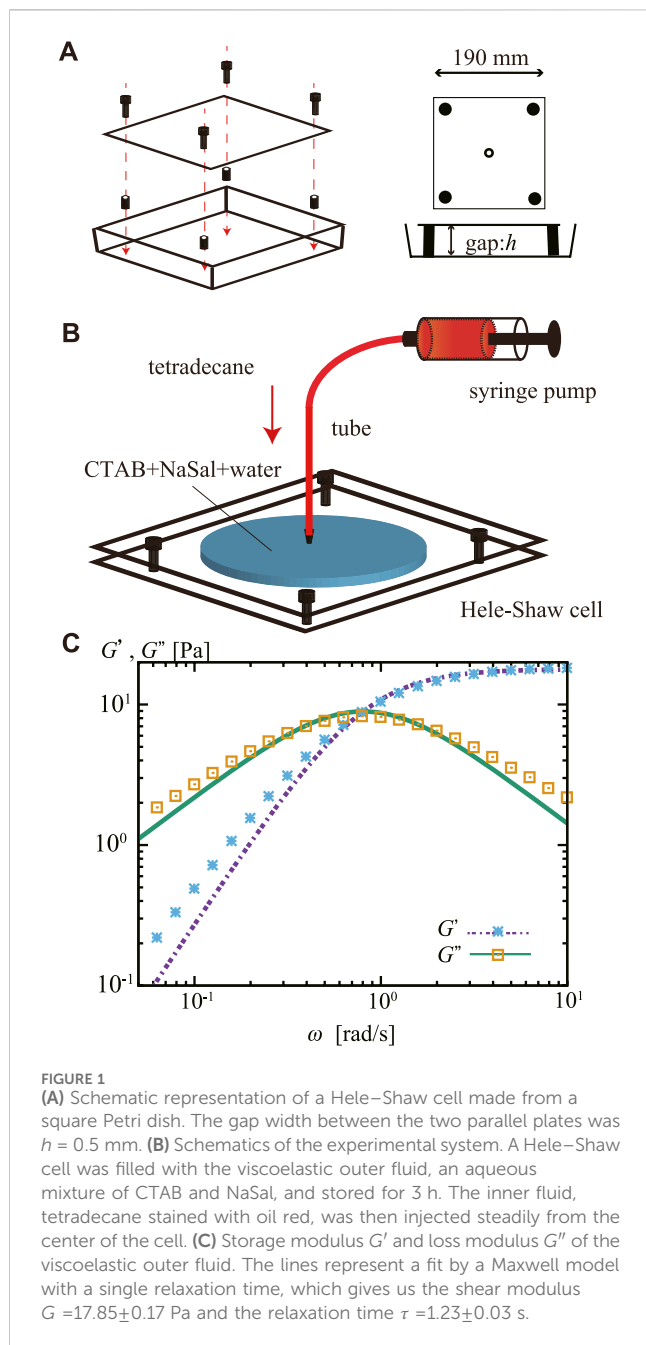 A
190 mm
gap:h
B
tetradecane
syringe pump
tube
CTAB+NaSal+water
Hele-Shaw cell
C
G' , G'' [Pa]
10¹
10⁰
10⁻¹
G'
G''
10⁻¹
10⁰
10¹
ω [rad/s]
FIGURE 1
(A) Schematic representation of a Hele–Shaw cell made from a
square Petri dish. The gap width between the two parallel plates was
h = 0.5 mm. (B) Schematics of the experimental system. A Hele–Shaw
cell was filled with the viscoelastic outer fluid, an aqueous
mixture of CTAB and NaSal, and stored for 3 h. The inner fluid,
tetradecane stained with oil red, was then injected steadily from the
center of the cell. (C) Storage modulus G′ and loss modulus G″ of the
viscoelastic outer fluid. The lines represent a fit by a Maxwell model
with a single relaxation time, which gives us the shear modulus
G =17.85±0.17 Pa and the relaxation time τ =1.23±0.03 s.